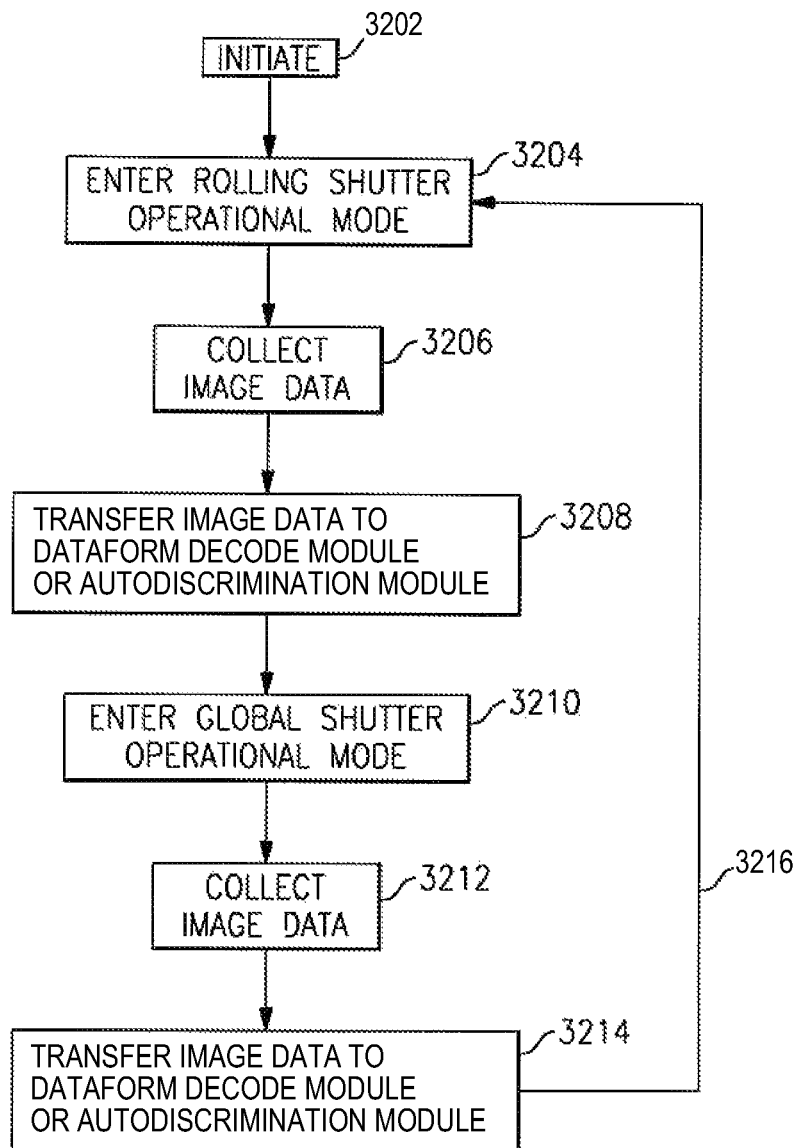 3202
INITIATE
3204
ENTER ROLLING SHUTTER
OPERATIONAL MODE
3206
COLLECT
IMAGE DATA
3208
TRANSFER IMAGE DATA TO
DATAFORM DECODE MODULE
OR AUTODISCRIMINATION MODULE
3210
ENTER GLOBAL SHUTTER
OPERATIONAL MODE
3212
COLLECT
IMAGE DATA
3216
3214
TRANSFER IMAGE DATA TO
DATAFORM DECODE MODULE
OR AUTODISCRIMINATION MODULE